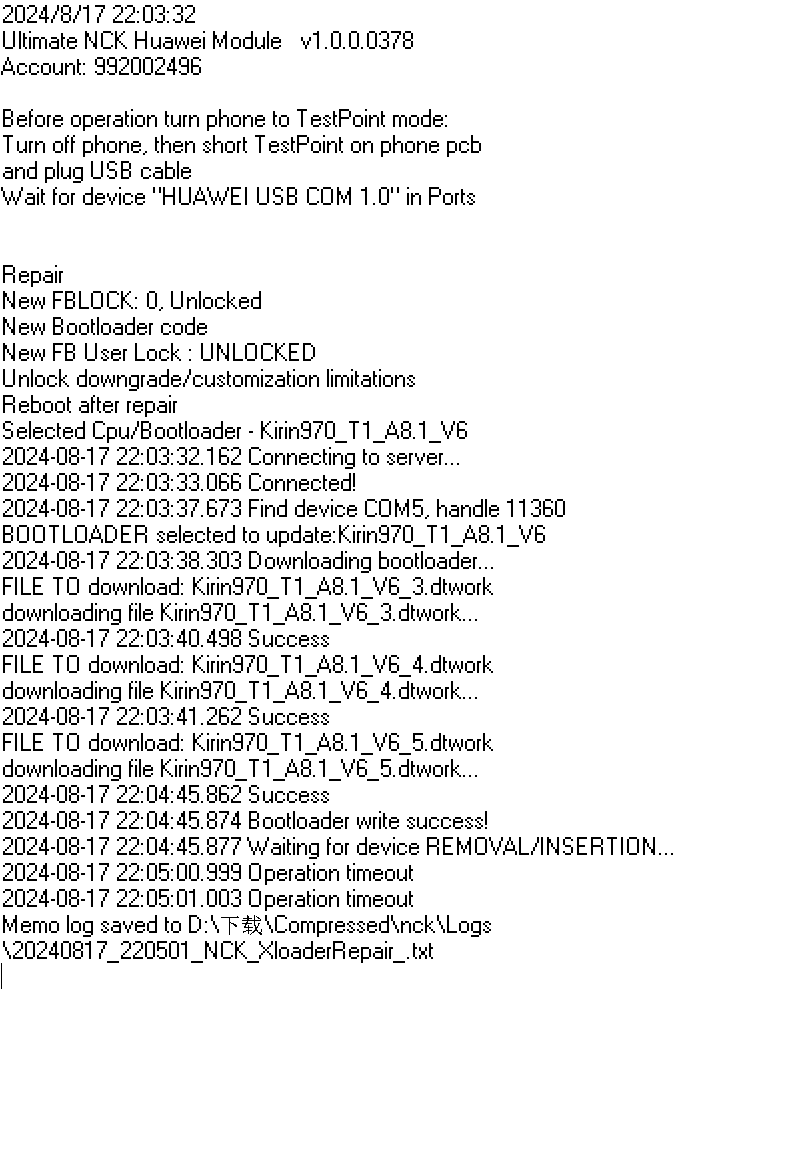 2024/8/17 22:03:32
Ultimate NCK Huawei Module   v1.0.0.0378
Account: 992002496
Before operation turn phone to TestPoint mode:
Turn off phone, then short TestPoint on phone pcb
and plug USB cable
Wait for device "HUAWEI USB COM 1.0" in Ports
Repair
New FBLOCK: 0, Unlocked
New Bootloader code
New FB User Lock : UNLOCKED
Unlock downgrade/customization limitations
Reboot after repair
Selected Cpu/Bootloader - Kirin970_T1_A8.1_V6
2024-08-17 22:03:32.162 Connecting to server...
2024-08-17 22:03:33.066 Connected!
2024-08-17 22:03:37.673 Find device COM5, handle 11360
BOOTLOADER selected to update:Kirin970_T1_A8.1_V6
2024-08-17 22:03:38.303 Downloading bootloader...
FILE TO download: Kirin970_T1_A8.1_V6_3.dtwork
downloading file Kirin970_T1_A8.1_V6_3.dtwork...
2024-08-17 22:03:40.498 Success
FILE TO download: Kirin970_T1_A8.1_V6_4.dtwork
downloading file Kirin970_T1_A8.1_V6_4.dtwork...
2024-08-17 22:03:41.262 Success
FILE TO download: Kirin970_T1_A8.1_V6_5.dtwork
downloading file Kirin970_T1_A8.1_V6_5.dtwork...
2024-08-17 22:04:45.862 Success
2024-08-17 22:04:45.874 Bootloader write success!
2024-08-17 22:04:45.877 Waiting for device REMOVAL/INSERTION...
2024-08-17 22:05:00.999 Operation timeout
2024-08-17 22:05:01.003 Operation timeout
Memo log saved to D:\下载\Compressed\nck\Logs
\20240817_220501_NCK_XloaderRepair_.txt